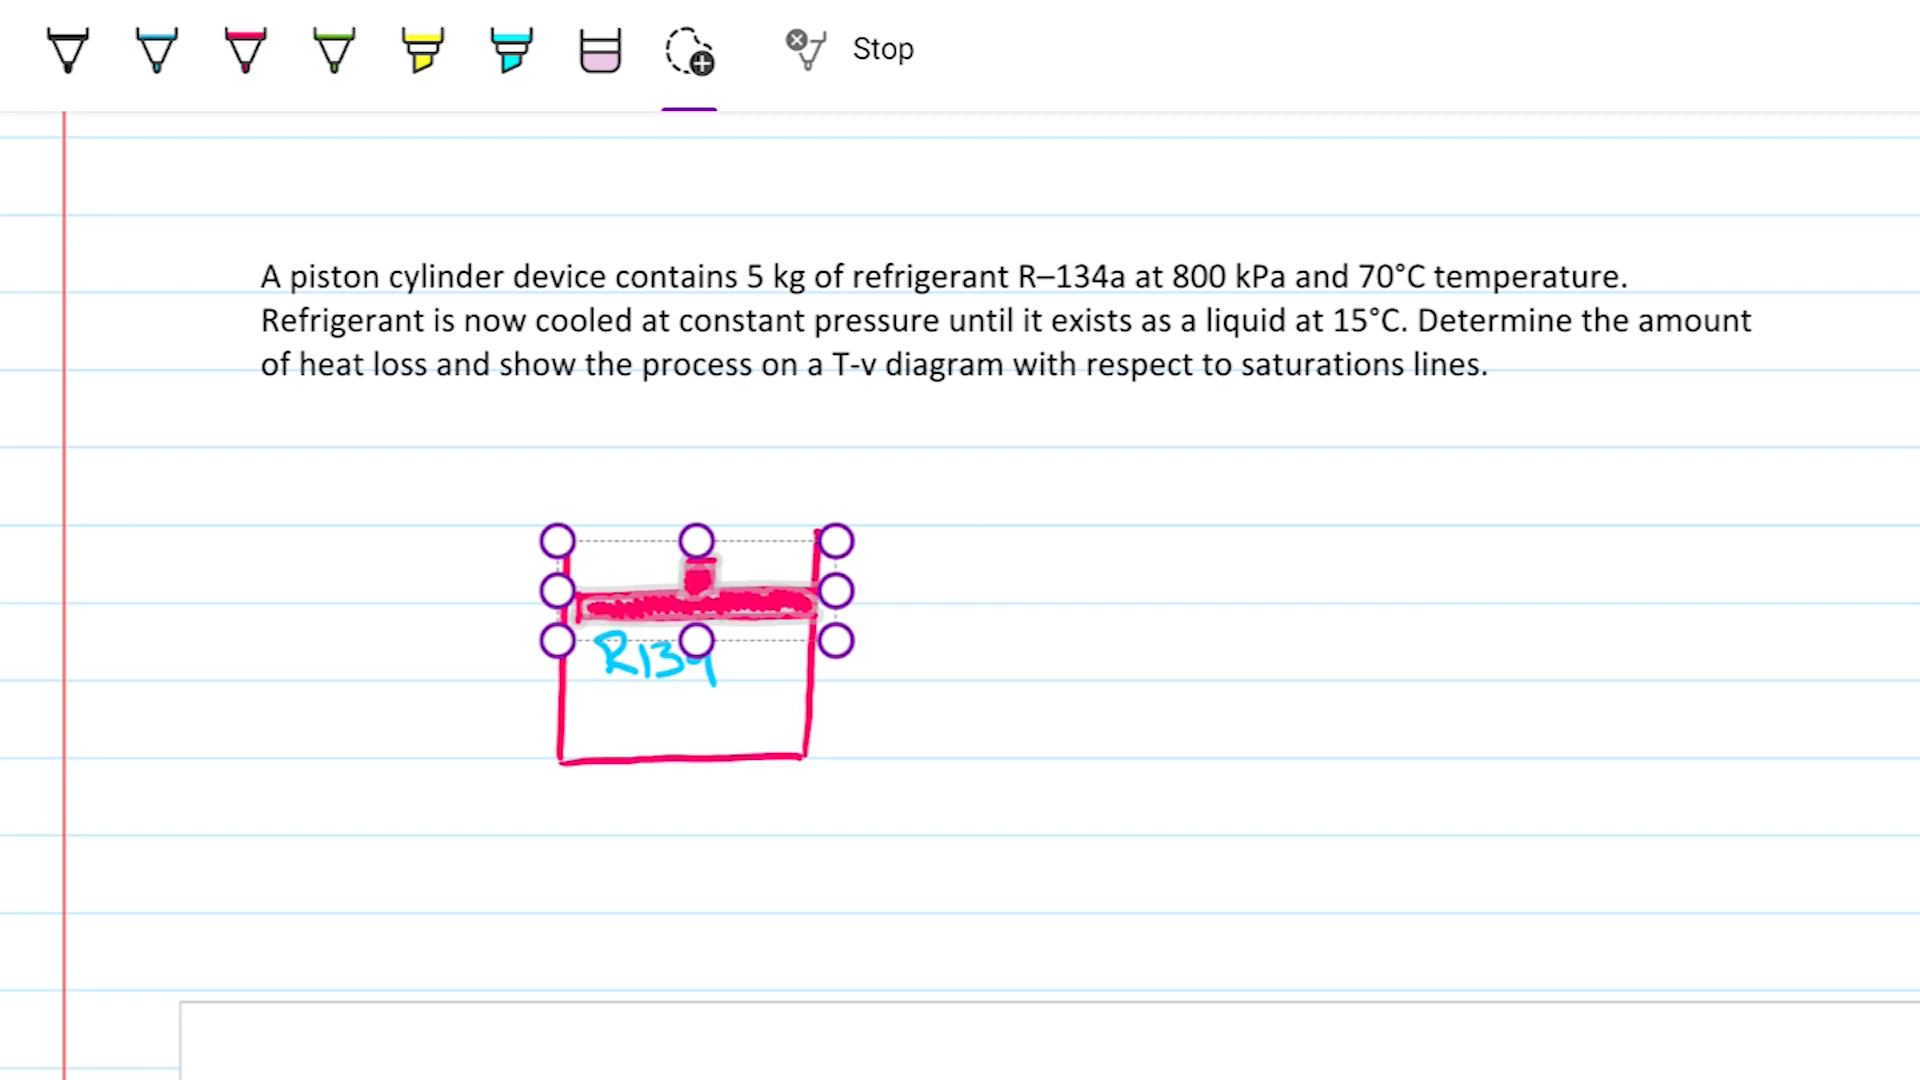 Stop
A piston cylinder device contains 5 kg of refrigerant R–134a at 800 kPa and 70°C temperature.
Refrigerant is now cooled at constant pressure until it exists as a liquid at 15°C. Determine the amount
of heat loss and show the process on a T-v diagram with respect to saturations lines.
R134